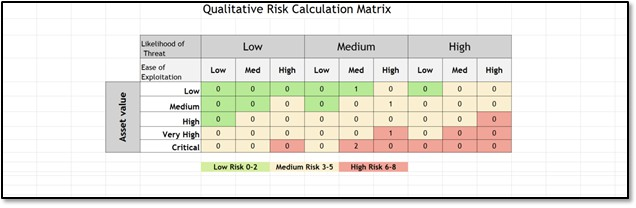 Qualitative Risk Calculation Matrix
Likelihood of Threat Low Medium High
Ease of Exploitation Low Med High Low Med High Low Med High
Asset value
Low 0 0 0 0 1 0 0 0 0
Medium 0 0 0 0 0 1 0 0 0
High 0 0 0 0 0 0 0 0 0
Very High 0 0 0 0 0 1 0 0 0
Critical 0 0 0 0 2 0 0 0 0
Low Risk 0-2 Medium Risk 3-5 High Risk 6-8